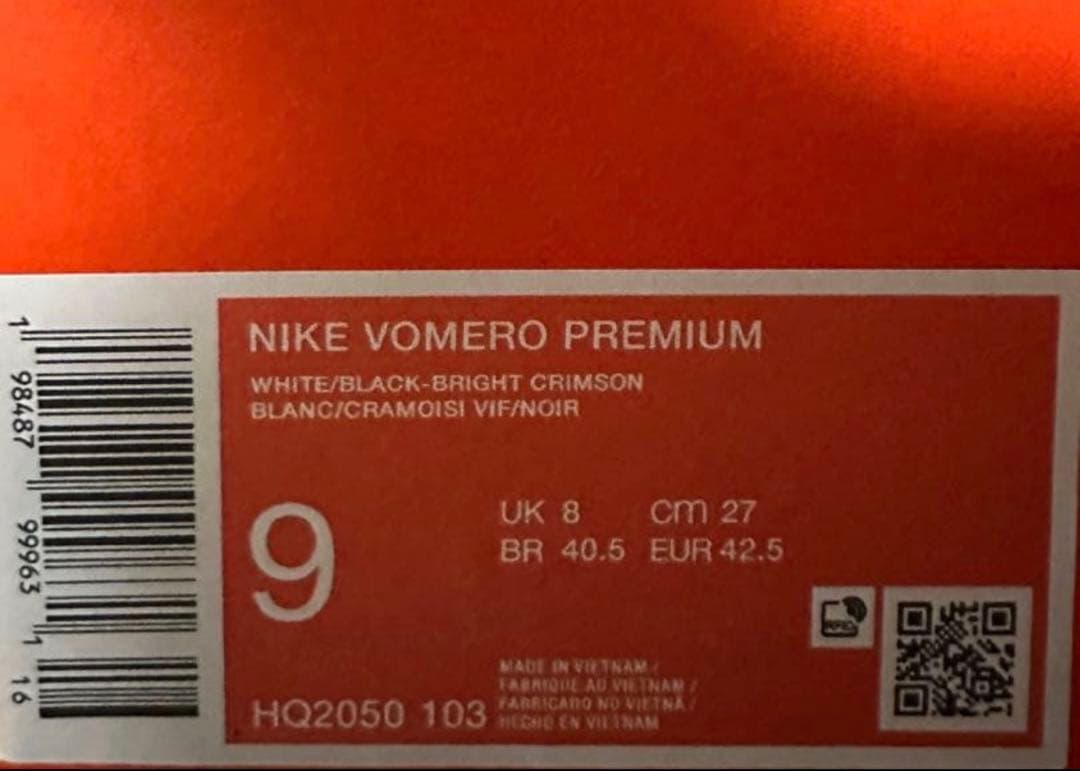 NIKE VOMERO PREMIUM
WHITE/BLACK-BRIGHT CRIMSON
BLANC/CRAMOISI VIF/NOIR
9
UK 8 cm 27
BR 40.5 EUR 42.5
HQ2050 103
MADE IN VIETNAM /
FABRIQUE AU VIETNAM /
FABRICADO NO VIETNÃ /
HECHO EN VIETNAM
RFID
1 98487 99963 1 16